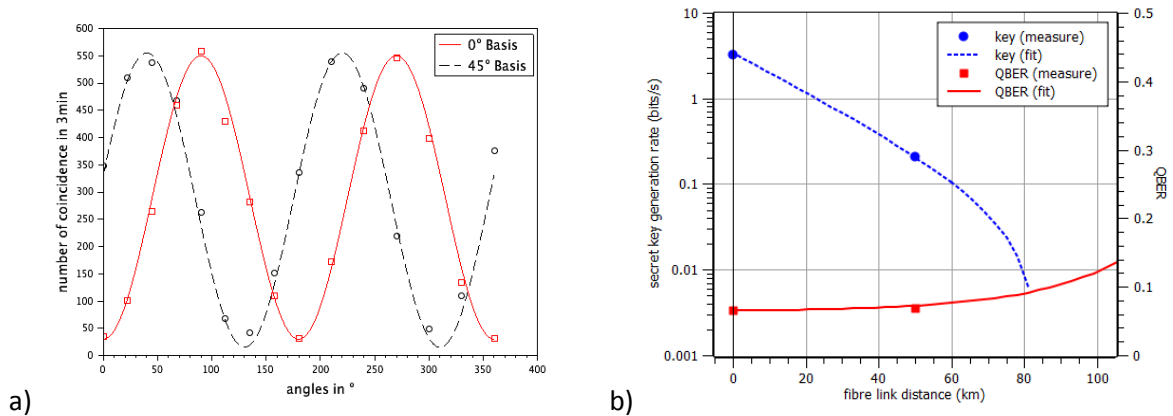 a)
number of coincidence in 3min
600
550
500
450
400
350
300
250
200
150
100
50
0
0 50 100 150 200 250 300 350 400
angles in °
0° Basis
45° Basis
b)
secret key generation rate (bits/s)
10
1
0.1
0.01
0.001
0 20 40 60 80 100
fibre link distance (km)
key (measure)
key (fit)
QBER (measure)
QBER (fit)
0.5
0.4
0.3
0.2
0.1
0
QBER